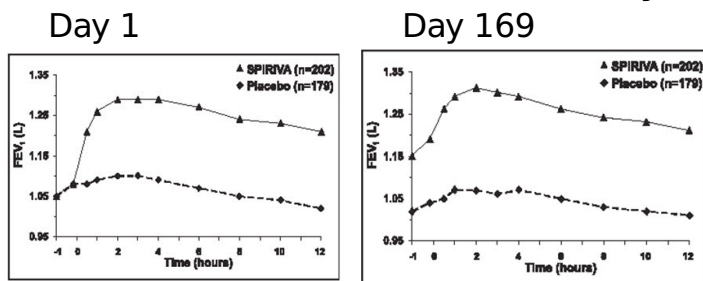 Day 1
SPIRIVA (n=202)
Placebo (n=179)
1.35
1.25
1.15
1.05
0.95
FEV₁ (L)
-1 0 2 4 6 8 10 12
Time (hours)
Day 169
SPIRIVA (n=202)
Placebo (n=179)
1.35
1.25
1.15
1.05
0.95
FEV₁ (L)
-1 0 2 4 6 8 10 12
Time (hours)